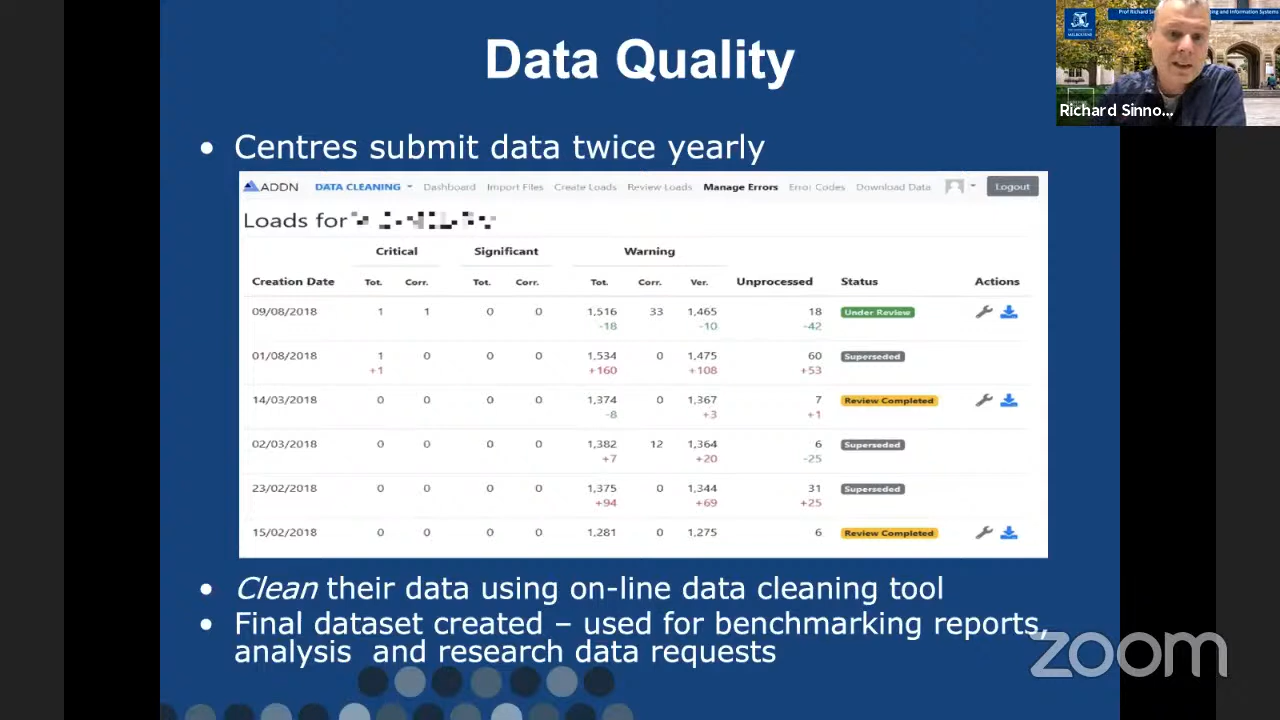 Data Quality
Prof Richard Si
ng and Information Systems
MELBOURNE
Richard Sinno...
• Centres submit data twice yearly
ADDN DATA CLEANING Dashboard Import Files Create Loads Review Loads Manage Errors Error Codes Download Data Logout
Loads for
Critical Significant Warning
Creation Date Tot. Corr. Tot. Corr. Tot. Corr. Ver. Unprocessed Status Actions
09/08/2018 1 1 0 0 1,516 33 1,465 18 Under Review
-18 -10 -42
01/08/2018 1 0 0 0 1,534 0 1,475 60 Superseded
+1 +160 +108 +53
14/03/2018 0 0 0 0 1,374 0 1,367 7 Review Completed
-8 +3 +1
02/03/2018 0 0 0 0 1,382 12 1,364 6 Superseded
+7 +20 -25
23/02/2018 0 0 0 0 1,375 0 1,344 31 Superseded
+94 +69 +25
15/02/2018 0 0 0 0 1,281 0 1,275 6 Review Completed
• Clean their data using on-line data cleaning tool
• Final dataset created – used for benchmarking reports,
analysis and research data requests
zoom